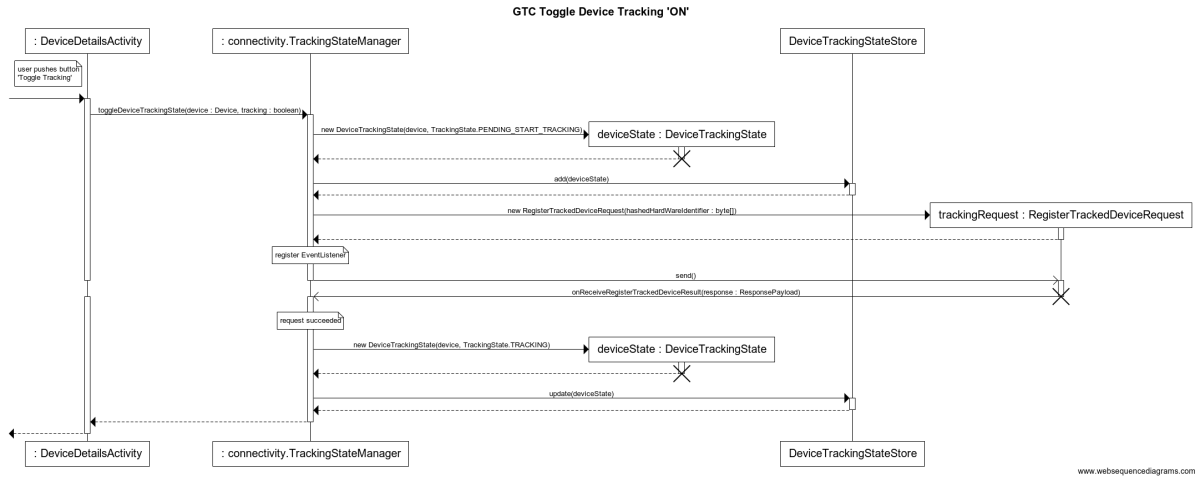 GTC Toggle Device Tracking 'ON'
: DeviceDetailsActivity
: connectivity.TrackingStateManager
DeviceTrackingStateStore
user pushes button
'Toggle Tracking'
toggleDeviceTrackingState(device : Device, tracking : boolean)
new DeviceTrackingState(device, TrackingState.PENDING_START_TRACKING)
deviceState : DeviceTrackingState
add(deviceState)
new RegisterTrackedDeviceRequest(hashedHardWareIdentifier : byte[])
trackingRequest : RegisterTrackedDeviceRequest
register EventListener
send()
onReceiveRegisterTrackedDeviceResult(response : ResponsePayload)
request succeeded
new DeviceTrackingState(device, TrackingState.TRACKING)
deviceState : DeviceTrackingState
update(deviceState)
: DeviceDetailsActivity
: connectivity.TrackingStateManager
DeviceTrackingStateStore
www.websequencediagrams.com